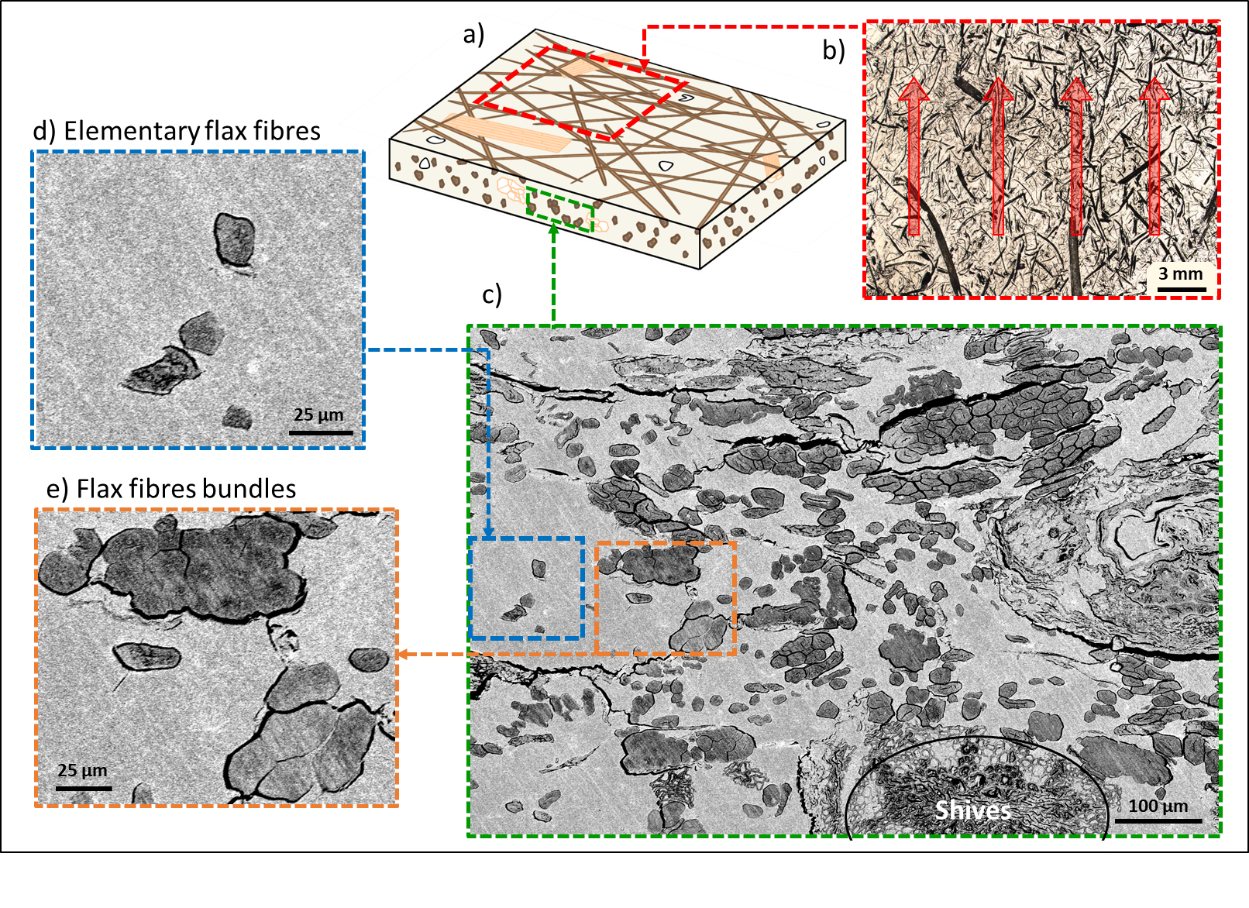 a)
b)
3 mm
c)
d) Elementary flax fibres
25 µm
e) Flax fibres bundles
25 µm
Shives
100 µm